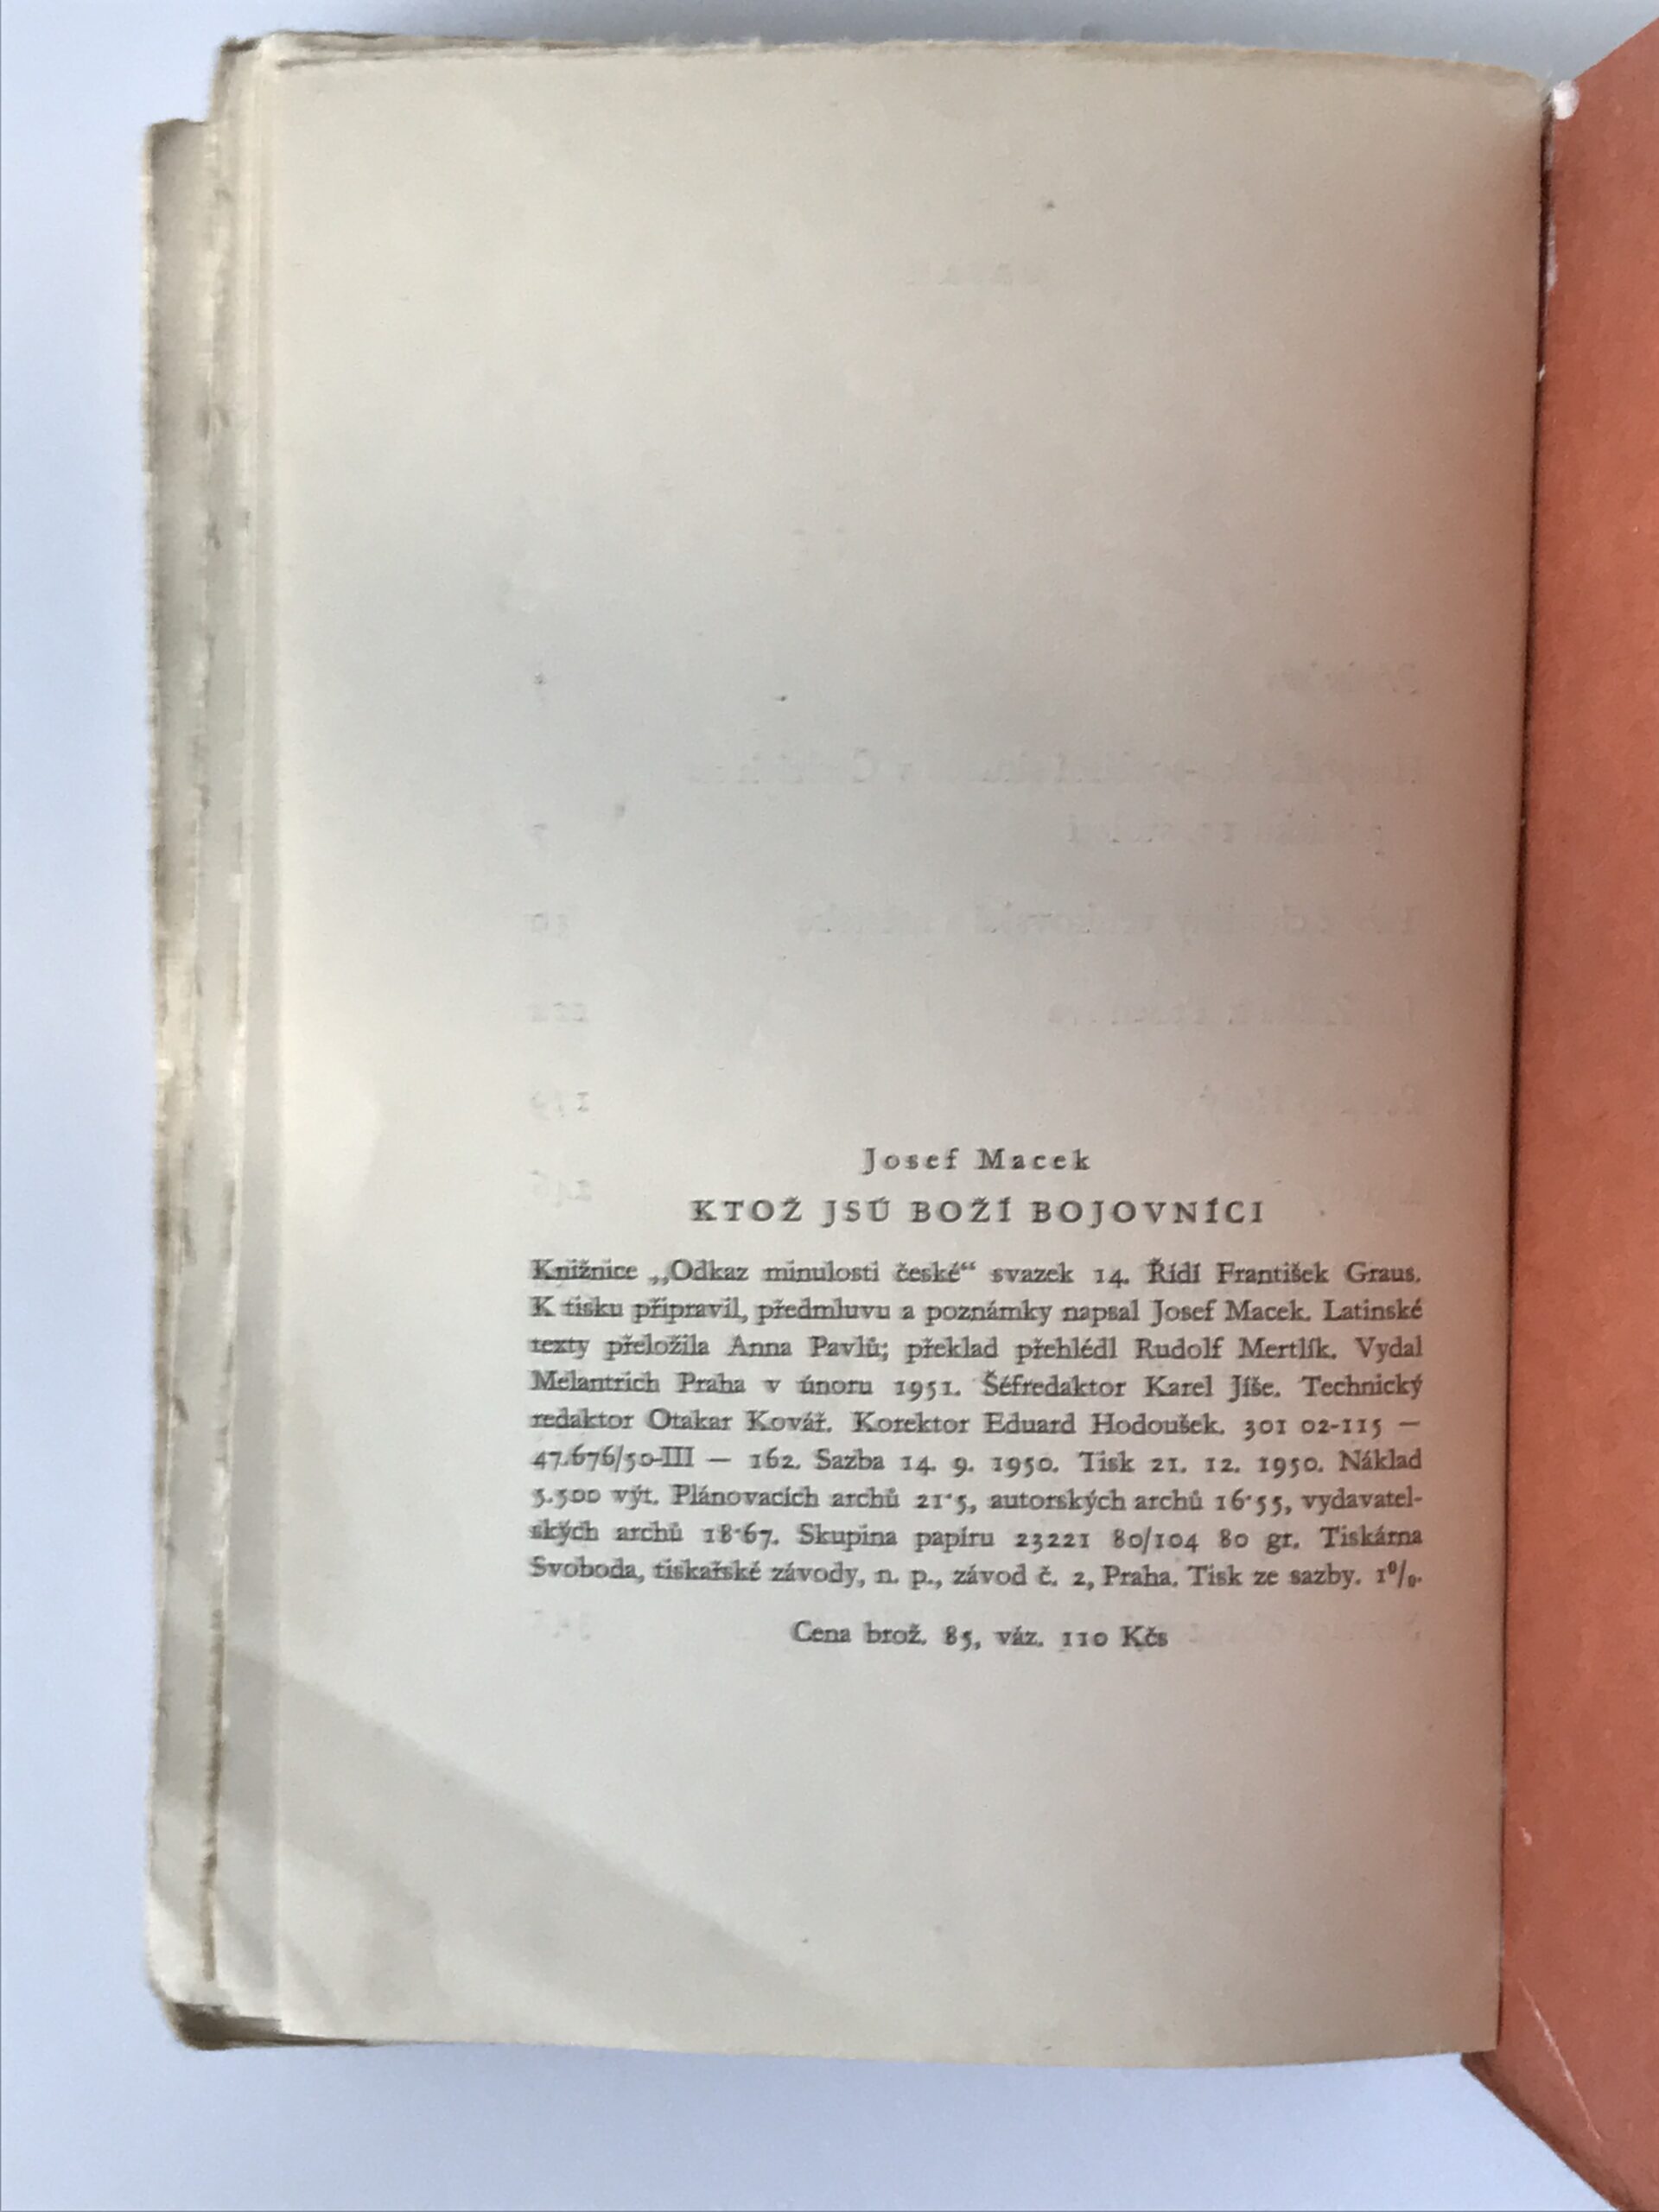 Josef Macek
KTOŽ JSÚ BOŽÍ BOJOVNÍCI
Knižnice „Odkaz minulosti české“ svazek 14. Řídí František Graus.
K tisku připravil, předmluvu a poznámky napsal Josef Macek. Latinské
texty přeložila Anna Pavlů; překlad přehlédl Rudolf Mertlík. Vydal
Melantrich Praha v únoru 1951. Šéfredaktor Karel Jíše. Technický
redaktor Otakar Kovář. Korektor Eduard Hodoušek. 301 02-115 —
47.676/50-III — 162. Sazba 14. 9. 1950. Tisk 21. 12. 1950. Náklad
5.500 výt. Plánovacích archů 21·5, autorských archů 16·55, vydavatel-
ských archů 18·67. Skupina papíru 23221 80/104 80 gr. Tiskárna
Svoboda, tiskařské závody, n. p., závod č. 2, Praha. Tisk ze sazby. 1⁰/₀.
Cena brož. 85, váz. 110 Kčs